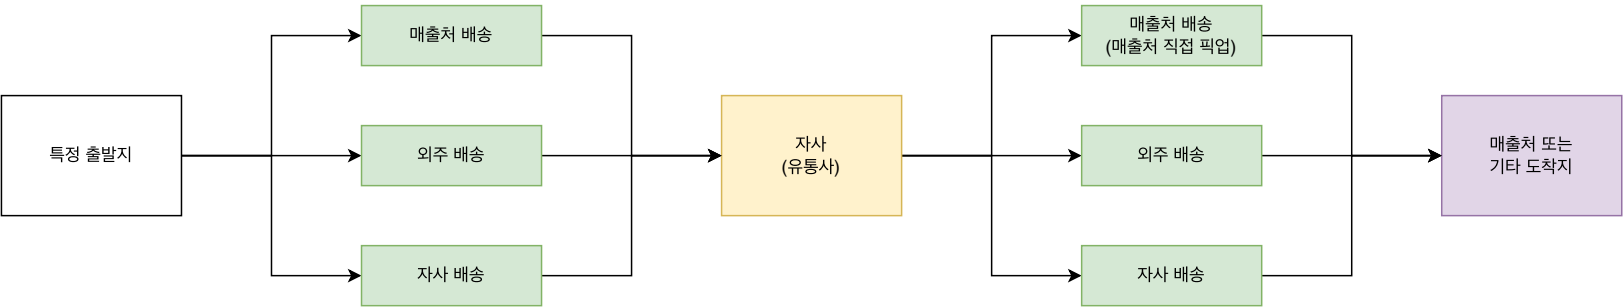 특정 출발지
매출처 배송
외주 배송
자사 배송
자사
(유통사)
매출처 배송
(매출처 직접 픽업)
외주 배송
자사 배송
매출처 또는
기타 도착지